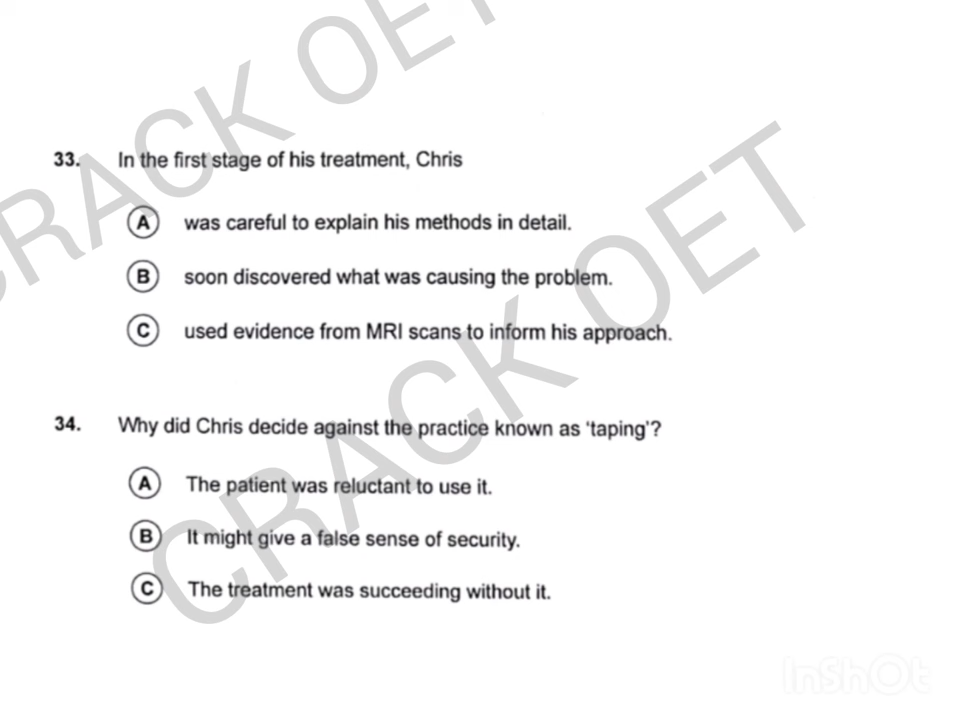 CRACK OET
33. In the first stage of his treatment, Chris
A was careful to explain his methods in detail.
B soon discovered what was causing the problem.
C used evidence from MRI scans to inform his approach.
CRACK OET
34. Why did Chris decide against the practice known as ‘taping’?
A The patient was reluctant to use it.
B It might give a false sense of security.
C The treatment was succeeding without it.
InShOt